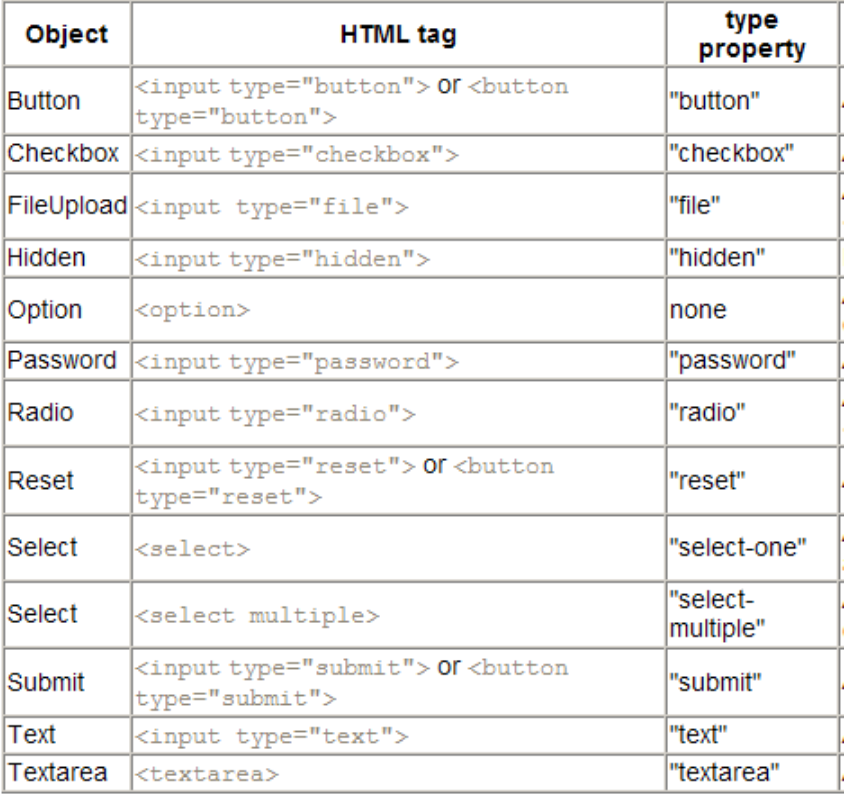 Object HTML tag type property
Button <input type="button"> or <button type="button"> "button"
Checkbox <input type="checkbox"> "checkbox"
FileUpload <input type="file"> "file"
Hidden <input type="hidden"> "hidden"
Option <option> none
Password <input type="password"> "password"
Radio <input type="radio"> "radio"
Reset <input type="reset"> or <button type="reset"> "reset"
Select <select> "select-one"
Select <select multiple> "select-multiple"
Submit <input type="submit"> or <button type="submit"> "submit"
Text <input type="text"> "text"
Textarea <textarea> "textarea"